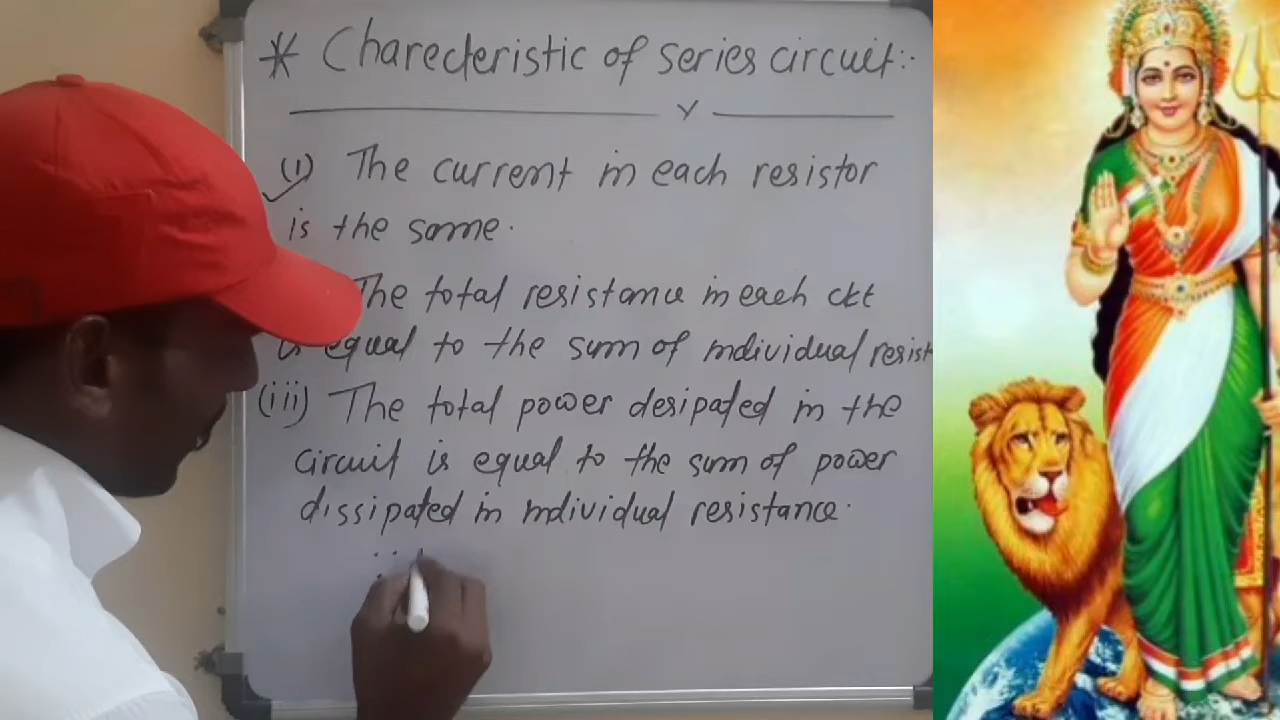 * Charecteristic of series circuit:-
(i) The current in each resistor
is the same.
The total resistance in each ckt
is equal to the sum of individual resist
(iii) The total power desipated in the
circuit is equal to the sum of power
dissipated in individual resistance.